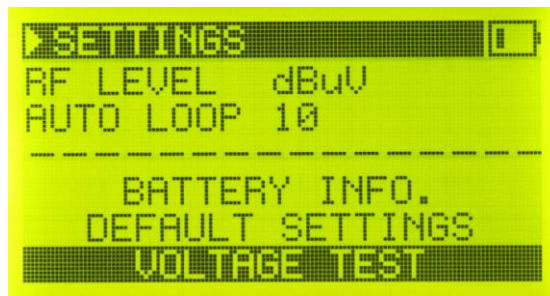 SETTINGS
RF LEVEL dBuV
AUTO LOOP 10
BATTERY INFO.
DEFAULT SETTINGS
VOLTAGE TEST